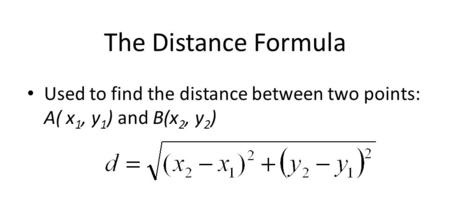 The Distance Formula
• Used to find the distance between two points:
A(x₁, y₁) and B(x₂, y₂)
d = √((x₂ − x₁)² + (y₂ − y₁)²)